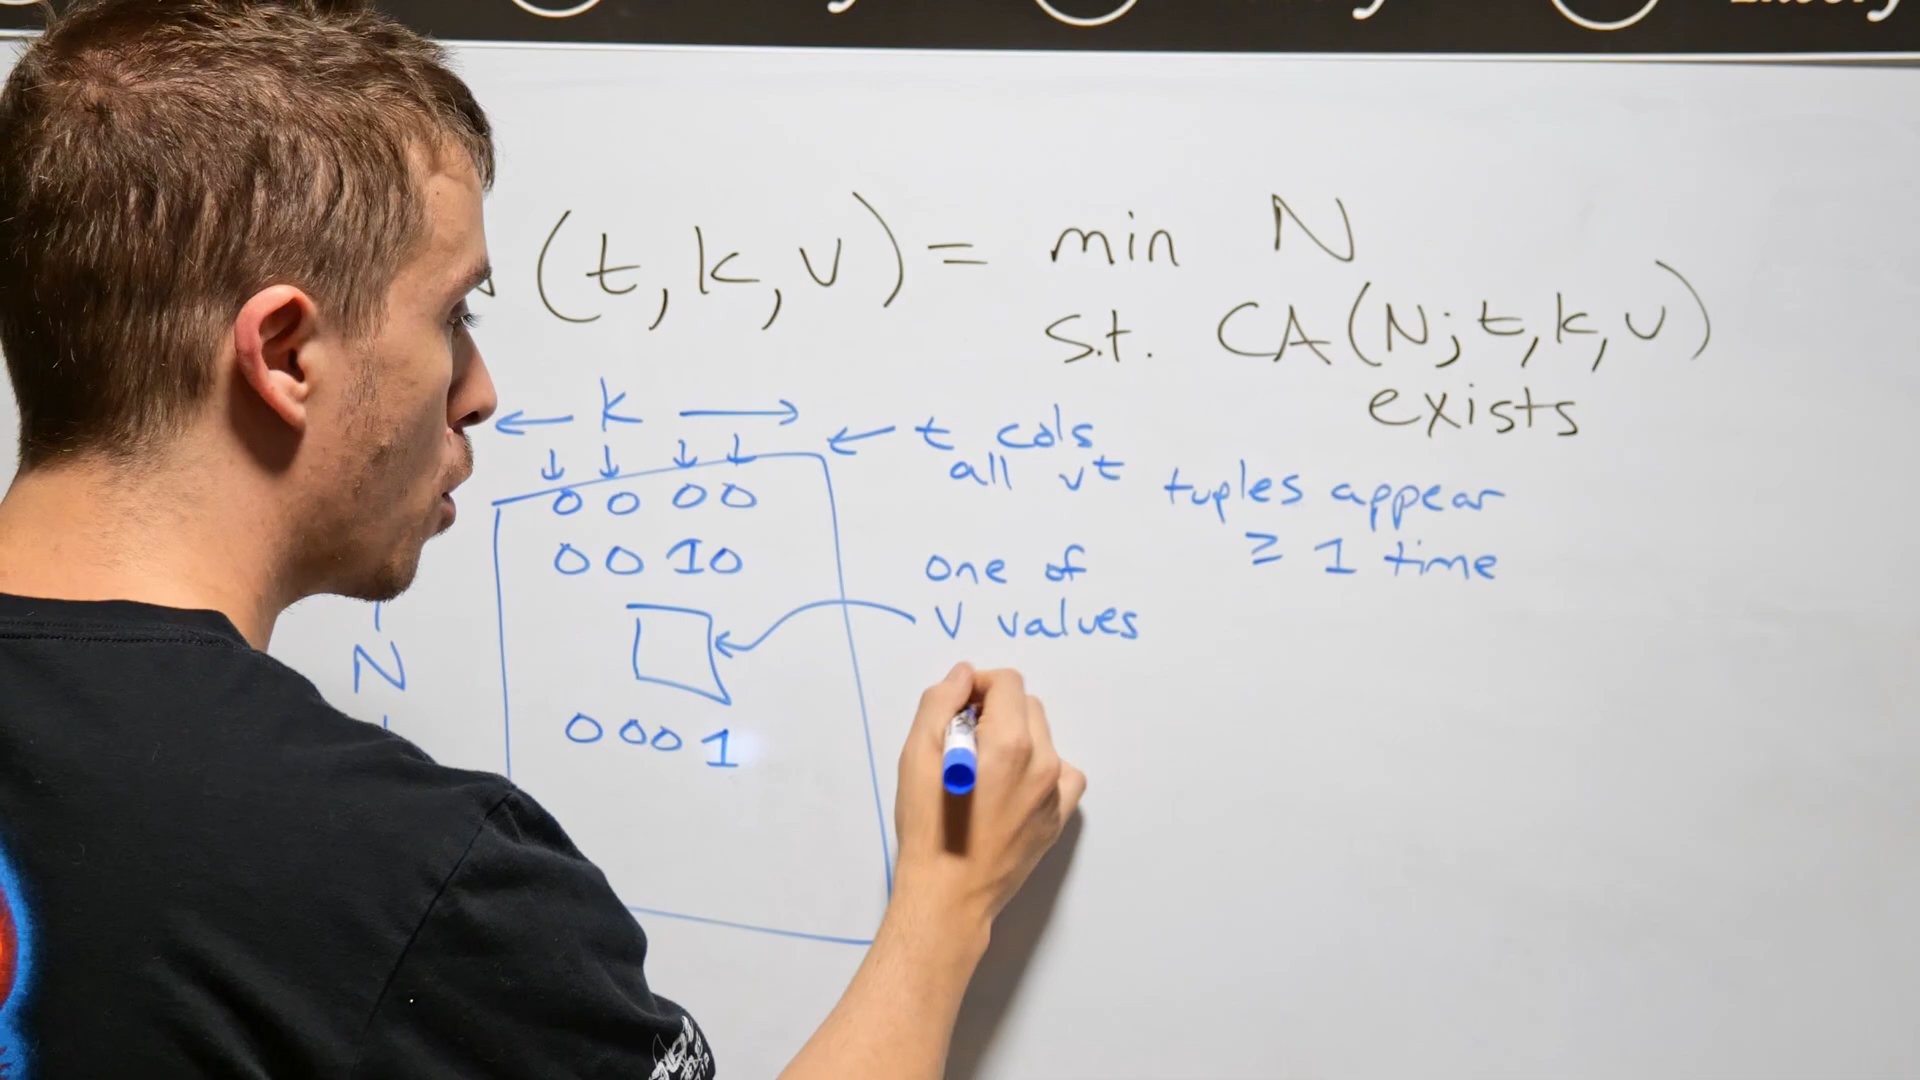 (t,k,v) = min N
s.t. CA(N; t,k,v)
exists
← k →
← t cols
all v^t tuples appear
≥ 1 time
↓ ↓ ↓ ↓
0 0 0 0
0 0 1 0
one of
v values
N
0 0 0 1